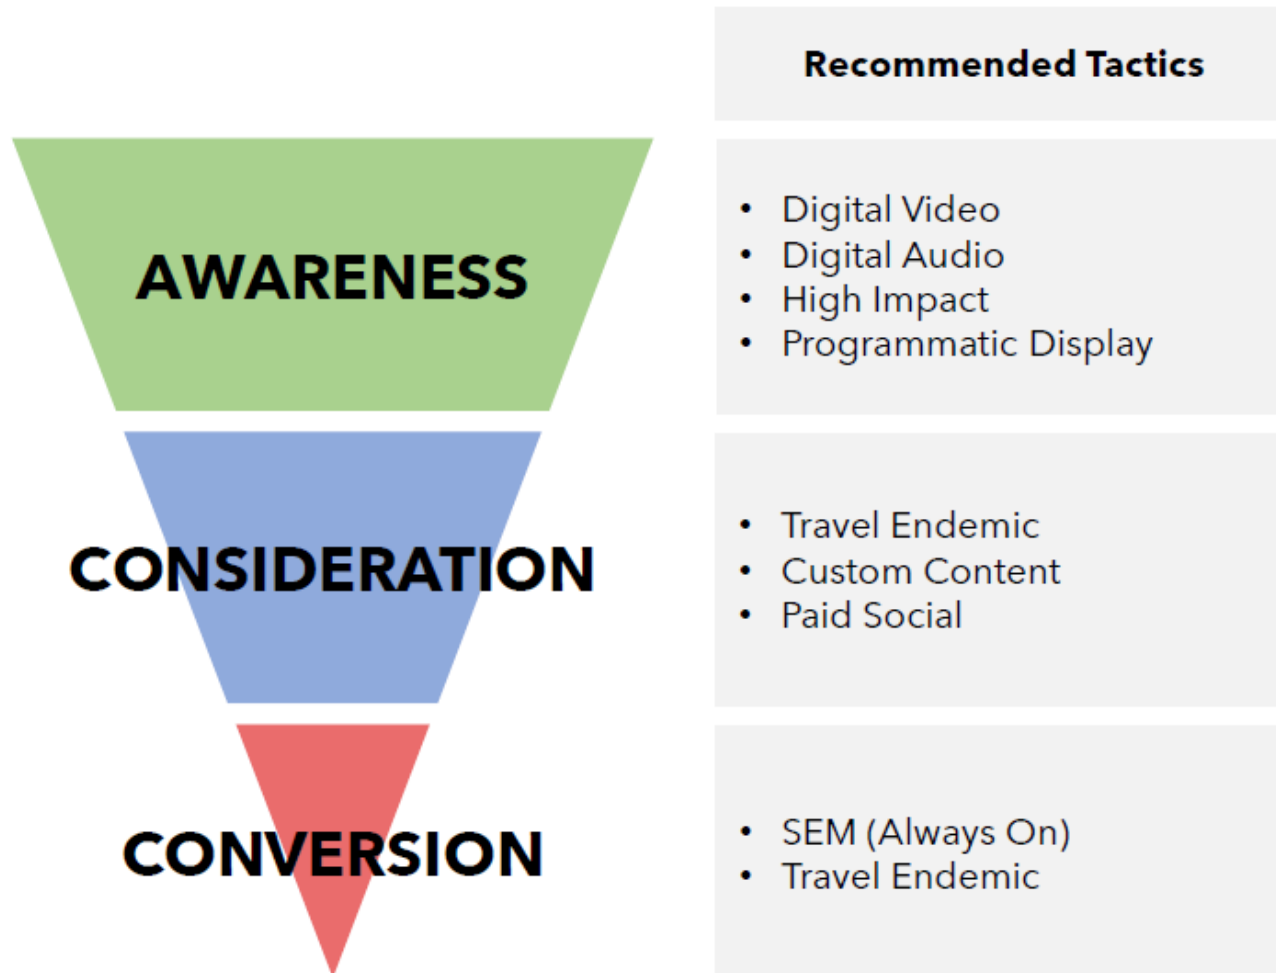 Recommended Tactics
AWARENESS
• Digital Video
• Digital Audio
• High Impact
• Programmatic Display
CONSIDERATION
• Travel Endemic
• Custom Content
• Paid Social
CONVERSION
• SEM (Always On)
• Travel Endemic